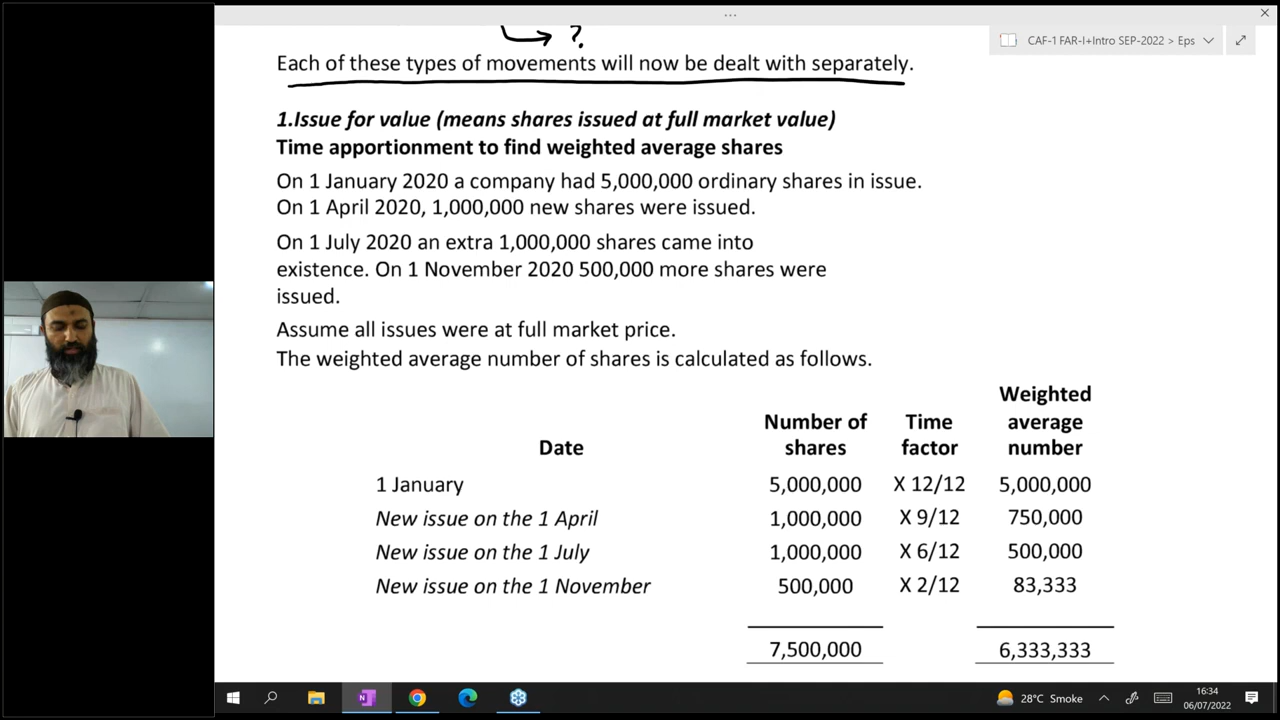 …
?
CAF-1 FAR-I+Intro SEP-2022 > Eps
Each of these types of movements will now be dealt with separately.
1.Issue for value (means shares issued at full market value)
Time apportionment to find weighted average shares
On 1 January 2020 a company had 5,000,000 ordinary shares in issue.
On 1 April 2020, 1,000,000 new shares were issued.
On 1 July 2020 an extra 1,000,000 shares came into
existence. On 1 November 2020 500,000 more shares were
issued.
Assume all issues were at full market price.
The weighted average number of shares is calculated as follows.
Date
Number of
shares
Time
factor
Weighted
average
number
1 January 5,000,000 X 12/12 5,000,000
New issue on the 1 April 1,000,000 X 9/12 750,000
New issue on the 1 July 1,000,000 X 6/12 500,000
New issue on the 1 November 500,000 X 2/12 83,333
7,500,000 6,333,333
28°C Smoke
16:34
06/07/2022